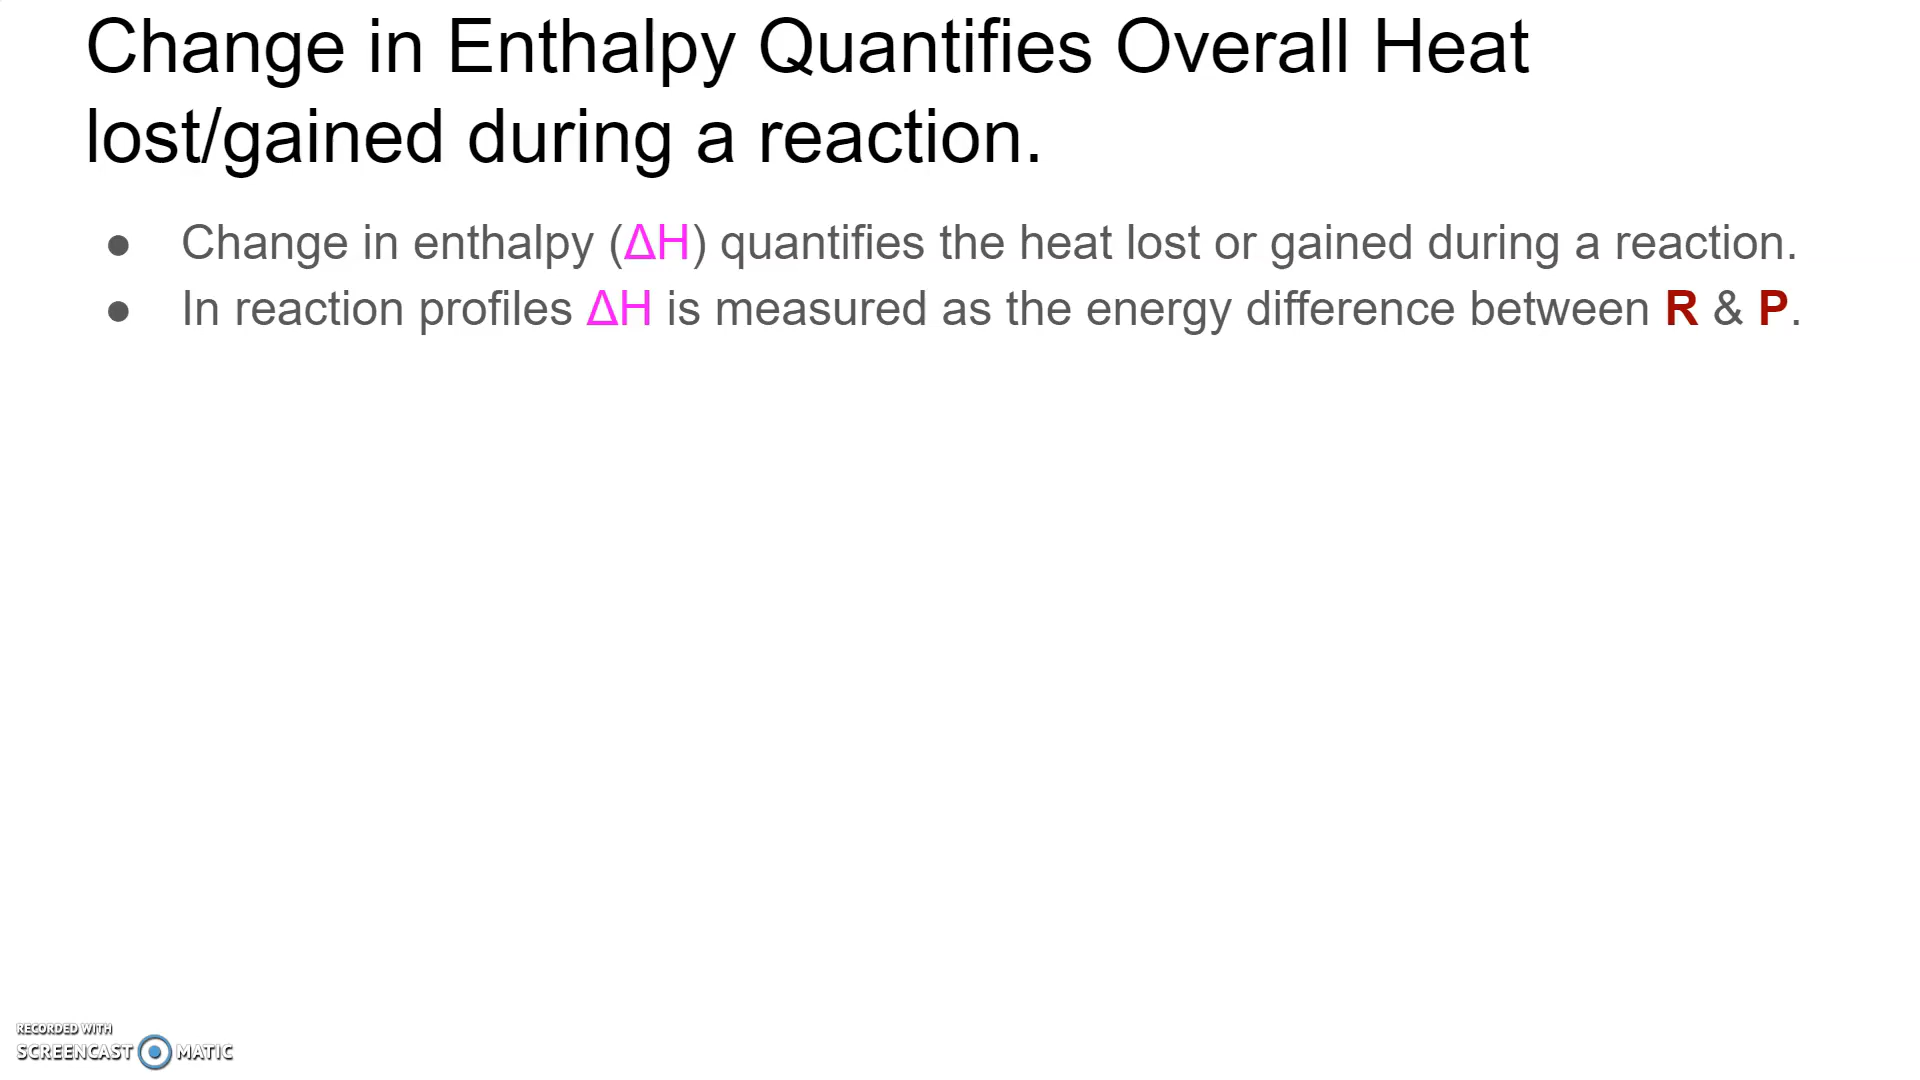 Change in Enthalpy Quantifies Overall Heat
lost/gained during a reaction.
● Change in enthalpy (ΔH) quantifies the heat lost or gained during a reaction.
● In reaction profiles ΔH is measured as the energy difference between R & P.
RECORDED WITH
SCREENCAST MATIC